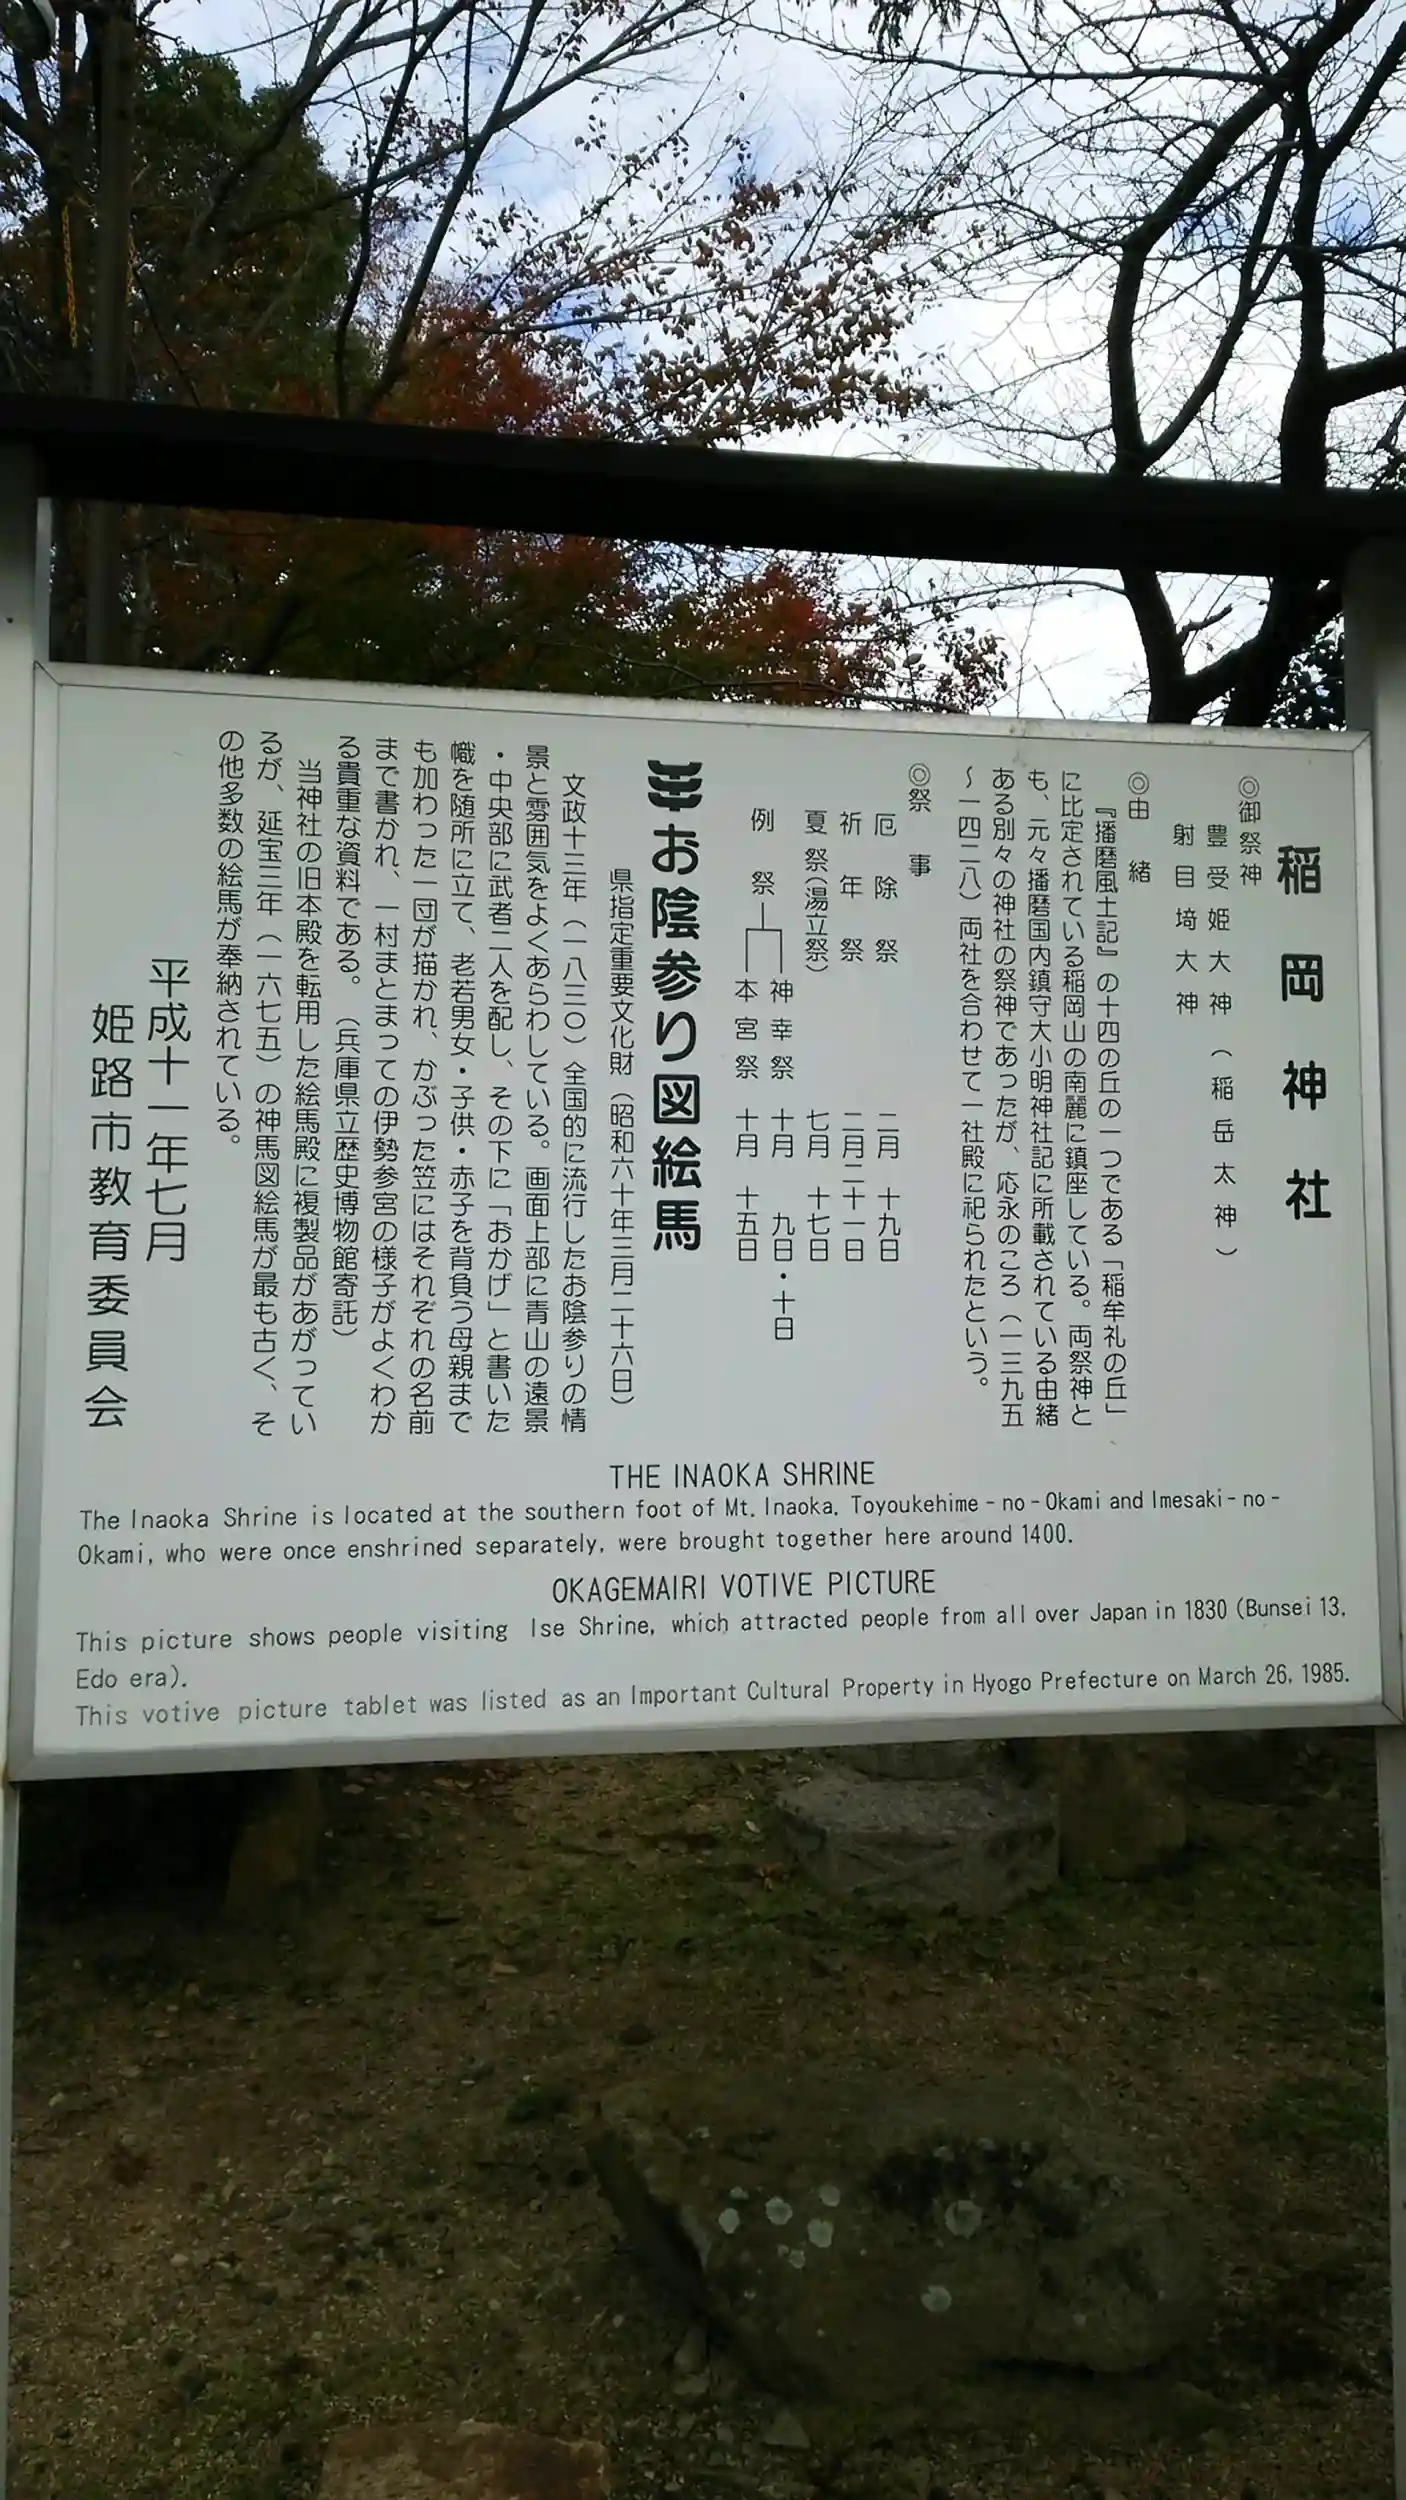 稲岡神社
◎御祭神
豊受姫大神(稲岳太神)
射目埼大神
◎由緒
『播磨風土記』の十四の丘の一つである「稲牟礼の丘」
に比定されている稲岡山の南麓に鎮座している。両祭神と
も、元々播磨国内鎮守大小明神社記に所載されている由緒
ある別々の神社の祭神であったが、応永のころ(一三九五
~一四二八)両社を合わせて一社殿に祀られたという。
◎祭事
厄除祭 二月 十九日
祈年祭 二月二十一日
夏祭(湯立祭) 七月 十七日
例祭 神幸祭 十月 九日・十日
本宮祭 十月 十五日
お陰参り図絵馬
県指定重要文化財(昭和六十年三月二十六日)
文政十三年(一八三〇)全国的に流行したお陰参りの情
景と雰囲気をよくあらわしている。画面上部に青山の遠景
・中央部に武者二人を配し、その下に「おかげ」と書いた
幟を随所に立て、老若男女・子供・赤子を背負う母親まで
も加わった一団が描かれ、かぶった笠にはそれぞれの名前
まで書かれ、一村まとまっての伊勢参宮の様子がよくわか
る貴重な資料である。(兵庫県立歴史博物館寄託)
当神社の旧本殿を転用した絵馬殿に複製品があがってい
るが、延宝三年(一六七五)の神馬図絵馬が最も古く、そ
の他多数の絵馬が奉納されている。
平成十一年七月
姫路市教育委員会
THE INAOKA SHRINE
The Inaoka Shrine is located at the southern foot of Mt. Inaoka. Toyoukehime-no-Okami and Imesaki-no-
Okami, who were once enshrined separately, were brought together here around 1400.
OKAGEMAIRI VOTIVE PICTURE
This picture shows people visiting Ise Shrine, which attracted people from all over Japan in 1830 (Bunsei 13,
Edo era).
This votive picture tablet was listed as an Important Cultural Property in Hyogo Prefecture on March 26, 1985.